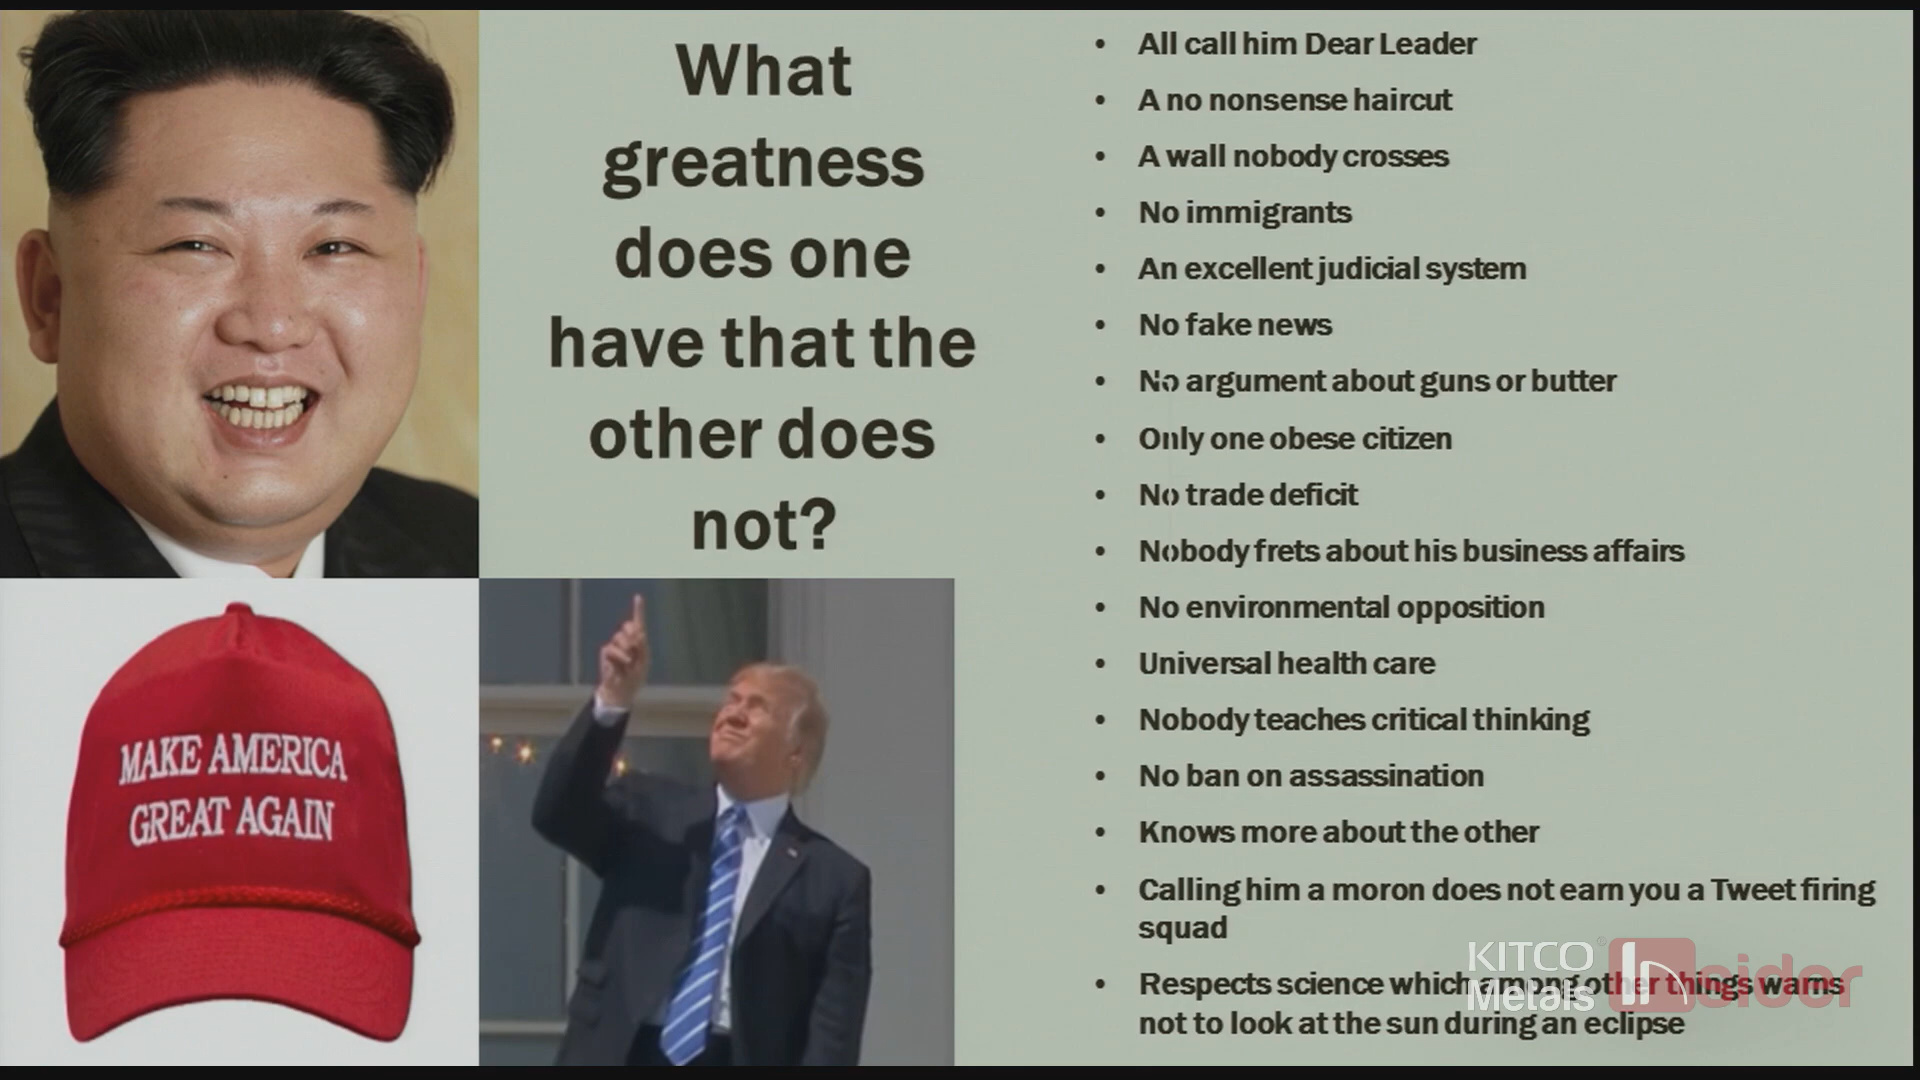 What
greatness
does one
have that the
other does
not?
• All call him Dear Leader
• A no nonsense haircut
• A wall nobody crosses
• No immigrants
• An excellent judicial system
• No fake news
• No argument about guns or butter
• Only one obese citizen
• No trade deficit
• Nobody frets about his business affairs
• No environmental opposition
• Universal health care
• Nobody teaches critical thinking
• No ban on assassination
• Knows more about the other
• Calling him a moron does not earn you a Tweet firing
squad
• Respects science which among other things warns
not to look at the sun during an eclipse
MAKE AMERICA
GREAT AGAIN
KITCO® Insider
Metals